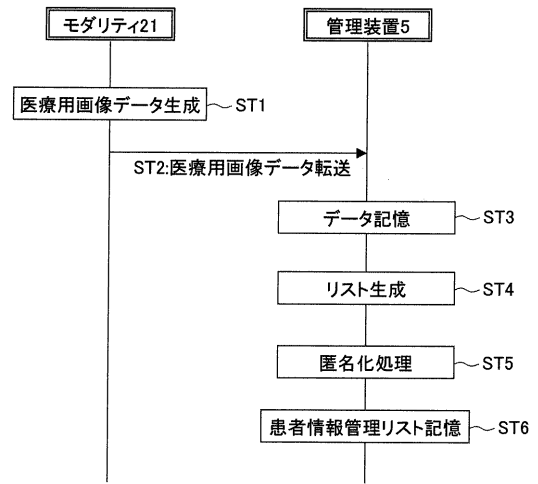 モダリティ21
管理装置5
医療用画像データ生成
ST1
ST2:医療用画像データ転送
データ記憶
ST3
リスト生成
ST4
匿名化処理
ST5
患者情報管理リスト記憶
ST6